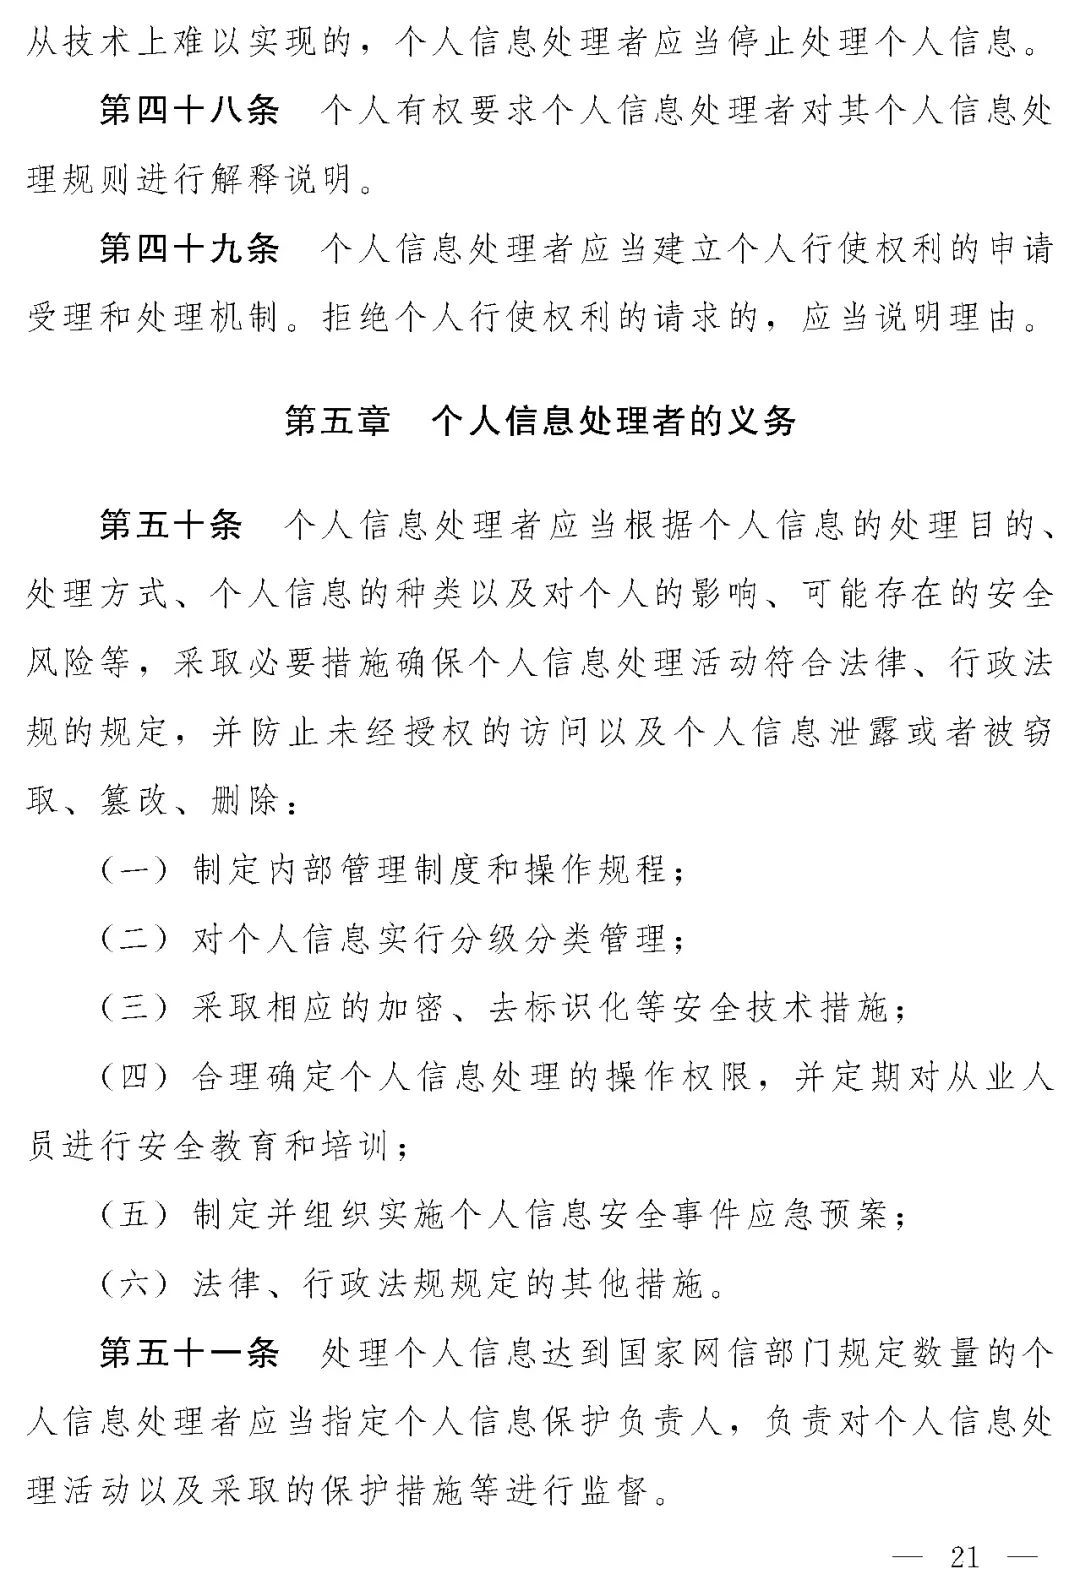 从技术上难以实现的，个人信息处理者应当停止处理个人信息。
第四十八条　个人有权要求个人信息处理者对其个人信息处
理规则进行解释说明。
第四十九条　个人信息处理者应当建立个人行使权利的申请
受理和处理机制。拒绝个人行使权利的请求的，应当说明理由。
第五章　个人信息处理者的义务
第五十条　个人信息处理者应当根据个人信息的处理目的、
处理方式、个人信息的种类以及对个人的影响、可能存在的安全
风险等，采取必要措施确保个人信息处理活动符合法律、行政法
规的规定，并防止未经授权的访问以及个人信息泄露或者被窃
取、篡改、删除：
（一）制定内部管理制度和操作规程；
（二）对个人信息实行分级分类管理；
（三）采取相应的加密、去标识化等安全技术措施；
（四）合理确定个人信息处理的操作权限，并定期对从业人
员进行安全教育和培训；
（五）制定并组织实施个人信息安全事件应急预案；
（六）法律、行政法规规定的其他措施。
第五十一条　处理个人信息达到国家网信部门规定数量的个
人信息处理者应当指定个人信息保护负责人，负责对个人信息处
理活动以及采取的保护措施等进行监督。
— 21 —